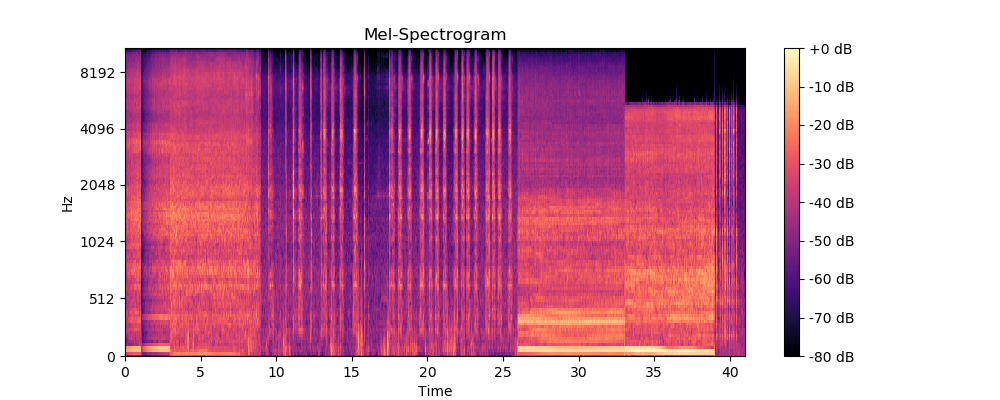 Mel-Spectrogram
Hz
8192
4096
2048
1024
512
0
0 5 10 15 20 25 30 35 40
Time
+0 dB
-10 dB
-20 dB
-30 dB
-40 dB
-50 dB
-60 dB
-70 dB
-80 dB